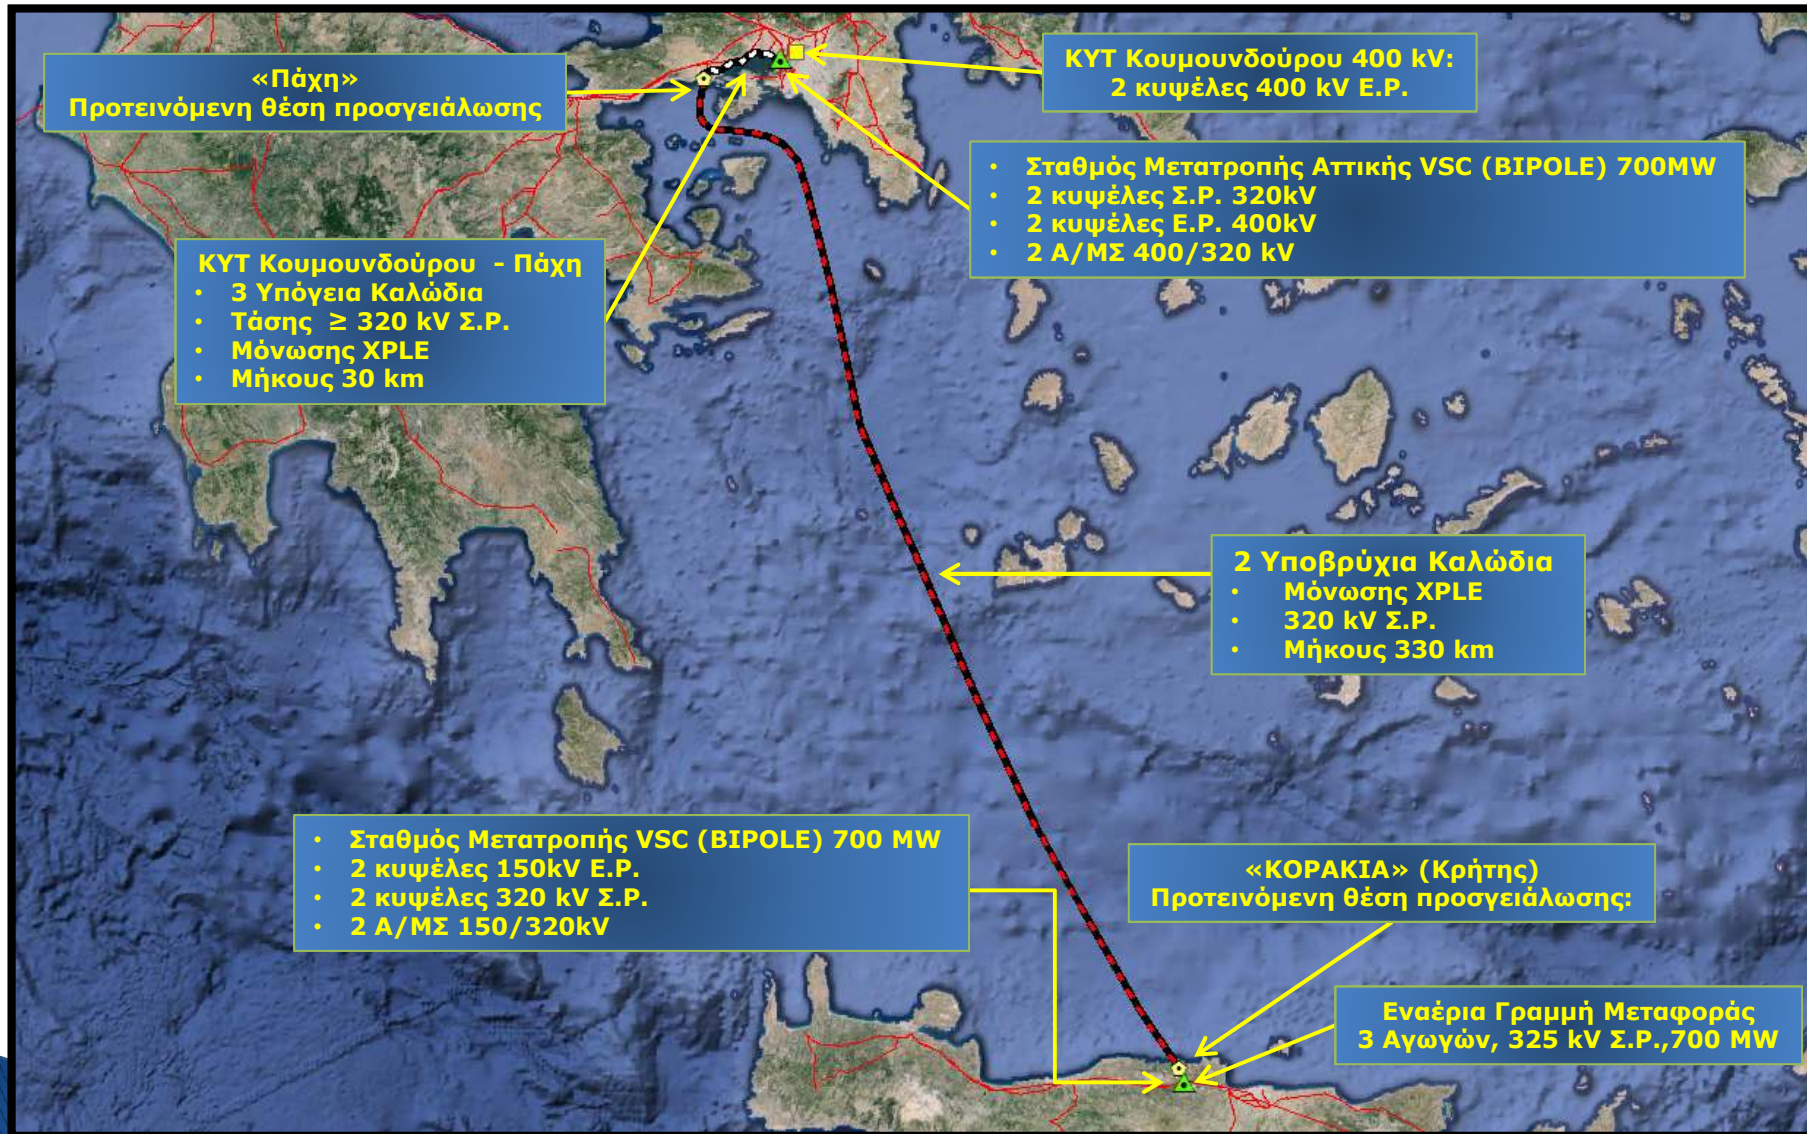 «Πάχη»
Προτεινόμενη θέση προσγειάλωσης
ΚΥΤ Κουμουνδούρου 400 kV:
2 κυψέλες 400 kV Ε.Ρ.
• Σταθμός Μετατροπής Αττικής VSC (BIPOLE) 700MW
• 2 κυψέλες Σ.Ρ. 320kV
• 2 κυψέλες Ε.Ρ. 400kV
• 2 Α/ΜΣ 400/320 kV
ΚΥΤ Κουμουνδούρου - Πάχη
• 3 Υπόγεια Καλώδια
• Τάσης ≥ 320 kV Σ.Ρ.
• Μόνωσης XPLE
• Μήκους 30 km
2 Υποβρύχια Καλώδια
• Μόνωσης XPLE
• 320 kV Σ.Ρ.
• Μήκους 330 km
• Σταθμός Μετατροπής VSC (BIPOLE) 700 MW
• 2 κυψέλες 150kV Ε.Ρ.
• 2 κυψέλες 320 kV Σ.Ρ.
• 2 Α/ΜΣ 150/320kV
«ΚΟΡΑΚΙΑ» (Κρήτης)
Προτεινόμενη θέση προσγειάλωσης:
Εναέρια Γραμμή Μεταφοράς
3 Αγωγών, 325 kV Σ.Ρ.,700 MW